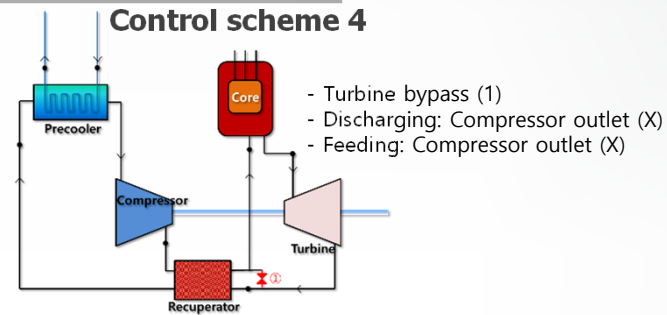 Control scheme 4
Core
- Turbine bypass (1)
- Discharging: Compressor outlet (X)
- Feeding: Compressor outlet (X)
Precooler
Compressor
Turbine
①
Recuperator